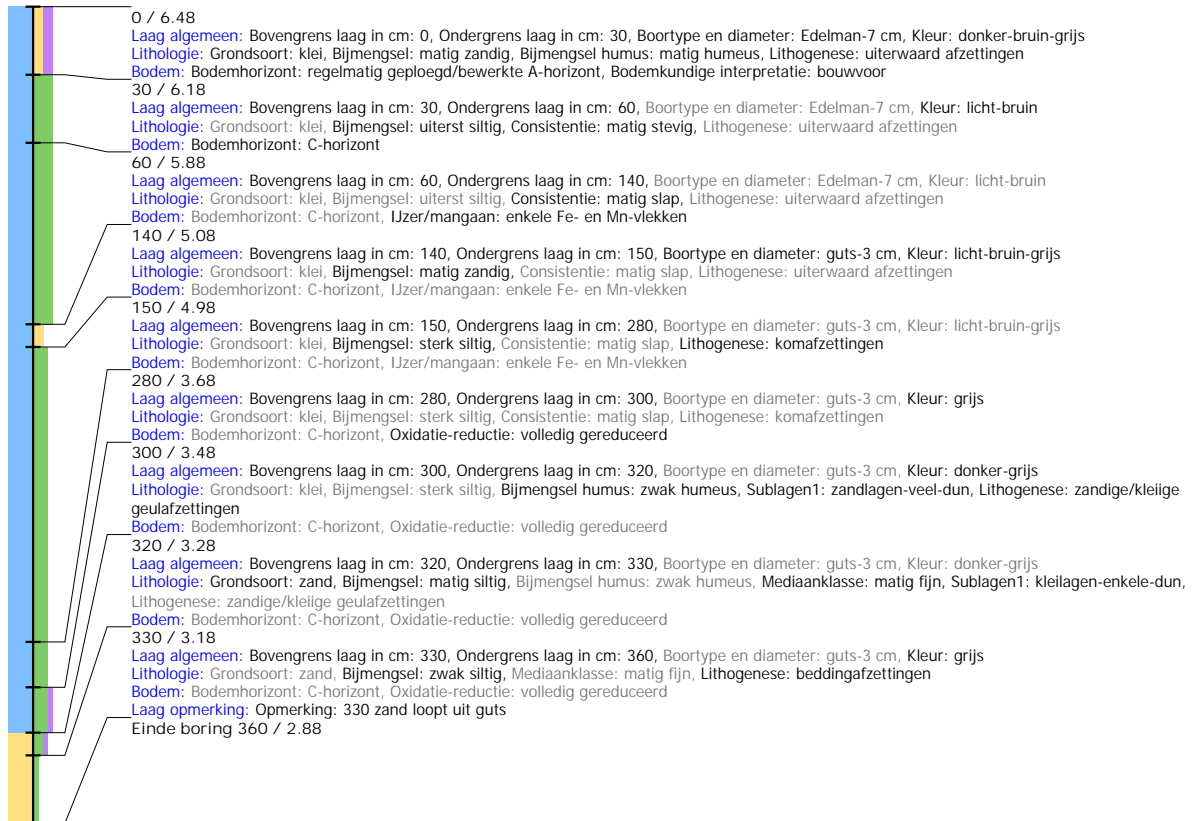 0 / 6.48
Laag algemeen: Bovengrens laag in cm: 0, Ondergrens laag in cm: 30, Boortype en diameter: Edelman-7 cm, Kleur: donker-bruin-grijs
Lithologie: Grondsoort: klei, Bijmengsel: matig zandig, Bijmengsel humus: matig humeus, Lithogenese: uiterwaard afzettingen
Bodem: Bodemhorizont: regelmatig geploegd/bewerkte A-horizont, Bodemkundige interpretatie: bouwvoor
30 / 6.18
Laag algemeen: Bovengrens laag in cm: 30, Ondergrens laag in cm: 60, Boortype en diameter: Edelman-7 cm, Kleur: licht-bruin
Lithologie: Grondsoort: klei, Bijmengsel: uiterst siltig, Consistentie: matig stevig, Lithogenese: uiterwaard afzettingen
Bodem: Bodemhorizont: C-horizont
60 / 5.88
Laag algemeen: Bovengrens laag in cm: 60, Ondergrens laag in cm: 140, Boortype en diameter: Edelman-7 cm, Kleur: licht-bruin
Lithologie: Grondsoort: klei, Bijmengsel: uiterst siltig, Consistentie: matig slap, Lithogenese: uiterwaard afzettingen
Bodem: Bodemhorizont: C-horizont, IJzer/mangaan: enkele Fe- en Mn-vlekken
140 / 5.08
Laag algemeen: Bovengrens laag in cm: 140, Ondergrens laag in cm: 150, Boortype en diameter: guts-3 cm, Kleur: licht-bruin-grijs
Lithologie: Grondsoort: klei, Bijmengsel: matig zandig, Consistentie: matig slap, Lithogenese: uiterwaard afzettingen
Bodem: Bodemhorizont: C-horizont, IJzer/mangaan: enkele Fe- en Mn-vlekken
150 / 4.98
Laag algemeen: Bovengrens laag in cm: 150, Ondergrens laag in cm: 280, Boortype en diameter: guts-3 cm, Kleur: licht-bruin-grijs
Lithologie: Grondsoort: klei, Bijmengsel: sterk siltig, Consistentie: matig slap, Lithogenese: komafzettingen
Bodem: Bodemhorizont: C-horizont, IJzer/mangaan: enkele Fe- en Mn-vlekken
280 / 3.68
Laag algemeen: Bovengrens laag in cm: 280, Ondergrens laag in cm: 300, Boortype en diameter: guts-3 cm, Kleur: grijs
Lithologie: Grondsoort: klei, Bijmengsel: sterk siltig, Consistentie: matig slap, Lithogenese: komafzettingen
Bodem: Bodemhorizont: C-horizont, Oxidatie-reductie: volledig gereduceerd
300 / 3.48
Laag algemeen: Bovengrens laag in cm: 300, Ondergrens laag in cm: 320, Boortype en diameter: guts-3 cm, Kleur: donker-grijs
Lithologie: Grondsoort: klei, Bijmengsel: sterk siltig, Bijmengsel humus: zwak humeus, Sublagen1: zandlagen-veel-dun, Lithogenese: zandige/kleiige
geulafzettingen
Bodem: Bodemhorizont: C-horizont, Oxidatie-reductie: volledig gereduceerd
320 / 3.28
Laag algemeen: Bovengrens laag in cm: 320, Ondergrens laag in cm: 330, Boortype en diameter: guts-3 cm, Kleur: donker-grijs
Lithologie: Grondsoort: zand, Bijmengsel: matig siltig, Bijmengsel humus: zwak humeus, Mediaanklasse: matig fijn, Sublagen1: kleilagen-enkele-dun,
Lithogenese: zandige/kleiige geulafzettingen
Bodem: Bodemhorizont: C-horizont, Oxidatie-reductie: volledig gereduceerd
330 / 3.18
Laag algemeen: Bovengrens laag in cm: 330, Ondergrens laag in cm: 360, Boortype en diameter: guts-3 cm, Kleur: grijs
Lithologie: Grondsoort: zand, Bijmengsel: zwak siltig, Mediaanklasse: matig fijn, Lithogenese: beddingafzettingen
Bodem: Bodemhorizont: C-horizont, Oxidatie-reductie: volledig gereduceerd
Laag opmerking: Opmerking: 330 zand loopt uit guts
Einde boring 360 / 2.88